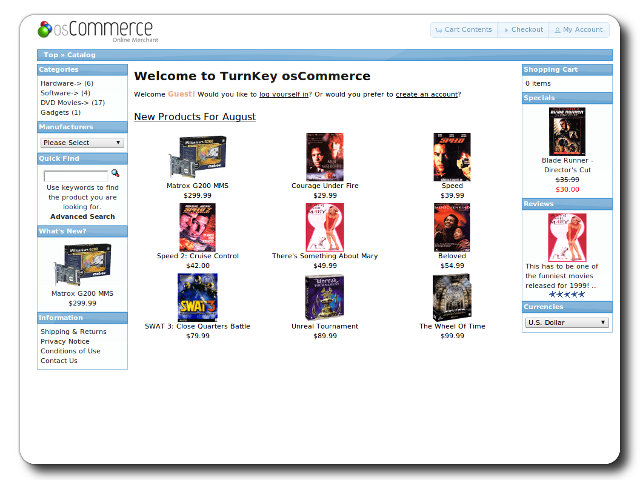 osCommerce
Online Merchant
Cart Contents
Checkout
My Account
Top » Catalog
Categories
Hardware-> (6)
Software-> (4)
DVD Movies-> (17)
Gadgets (1)
Manufacturers
Please Select
Quick Find
Use keywords to find
the product you are
looking for.
Advanced Search
What's New?
Matrox G200 MMS
$299.99
Information
Shipping & Returns
Privacy Notice
Conditions of Use
Contact Us
Welcome to TurnKey osCommerce
Welcome Guest! Would you like to log yourself in? Or would you prefer to create an account?
New Products For August
Matrox G200 MMS
$299.99
Courage Under Fire
$29.99
SPEED
Speed
$39.99
Speed 2: Cruise Control
$42.00
MARY
There's Something About Mary
$49.99
Beloved
$54.99
SWAT 3
SWAT 3: Close Quarters Battle
$79.99
Unreal
Unreal Tournament
$89.99
The Wheel Of Time
$99.99
Shopping Cart
0 items
Specials
BLADE RUNNER
Blade Runner -
Director's Cut
$35.99
$30.00
Reviews
MARY
This has to be one of
the funniest movies
released for 1999! ..
Currencies
U.S. Dollar